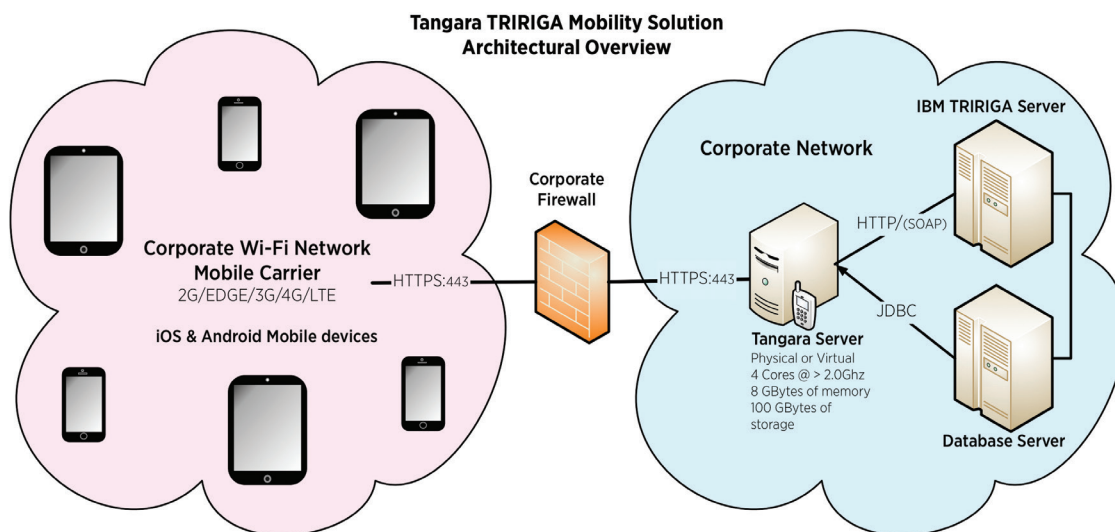 Tangara TRIRIGA Mobility Solution
Architectural Overview
Corporate Wi-Fi Network
Mobile Carrier
2G/EDGE/3G/4G/LTE
iOS & Android Mobile devices
HTTPS:443
Corporate
Firewall
HTTPS:443
Corporate Network
IBM TRIRIGA Server
HTTP/(SOAP)
JDBC
Tangara Server
Physical or Virtual
4 Cores @ > 2.0Ghz
8 GBytes of memory
100 GBytes of
storage
Database Server